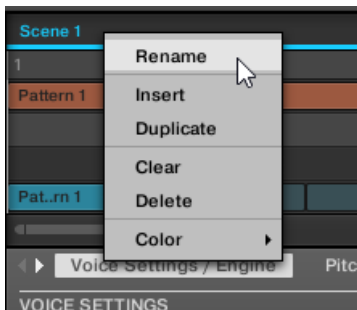 Scene 1
1
Rename
Pattern 1
Insert
Duplicate
Clear
Pat..rn 1
Delete
Color
Voice Settings / Engine
Pitc
VOICE SETTINGS